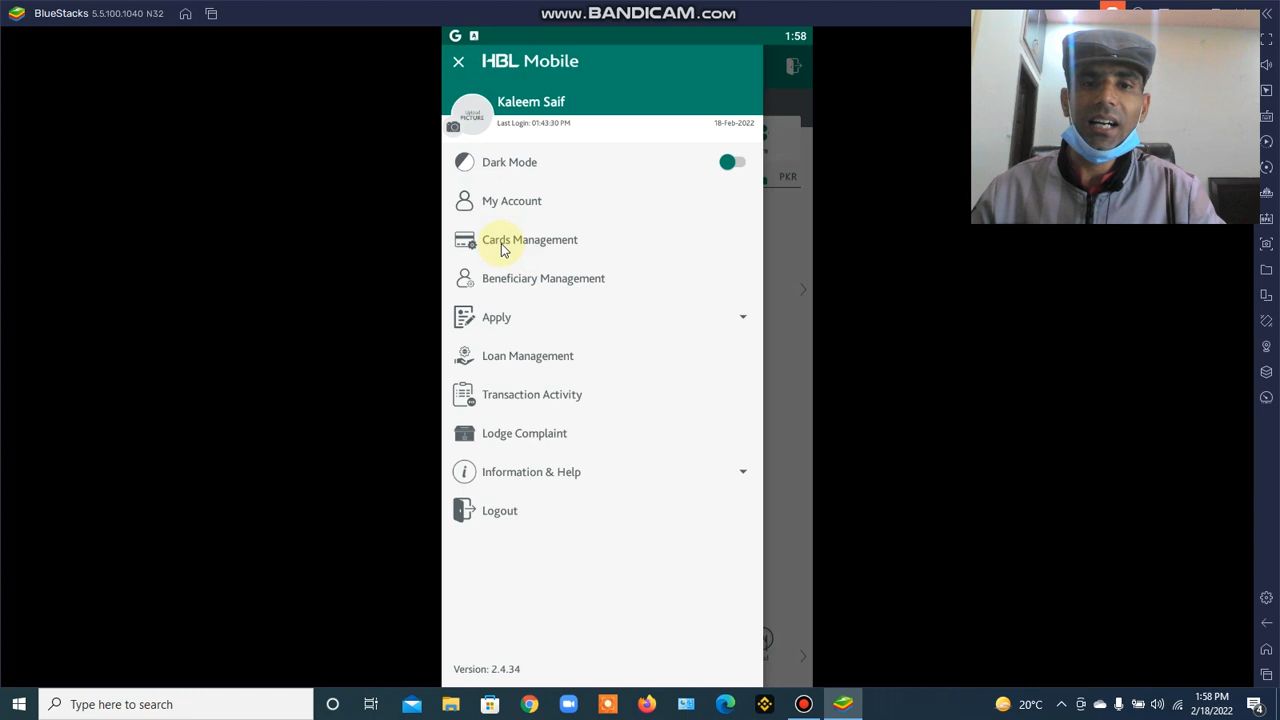 BlueStacks
5.5.100.1040 N32
www.BANDICAM.com
1:58
HBL Mobile
Kaleem Saif
Upload
PICTURE
Last Login: 01:43:30 PM
18-Feb-2022
Dark Mode
PKR
My Account
Cards Management
Beneficiary Management
Apply
Loan Management
Transaction Activity
Lodge Complaint
Information & Help
Logout
Version: 2.4.34
Type here to search
20°C
1:58 PM
2/18/2022
4